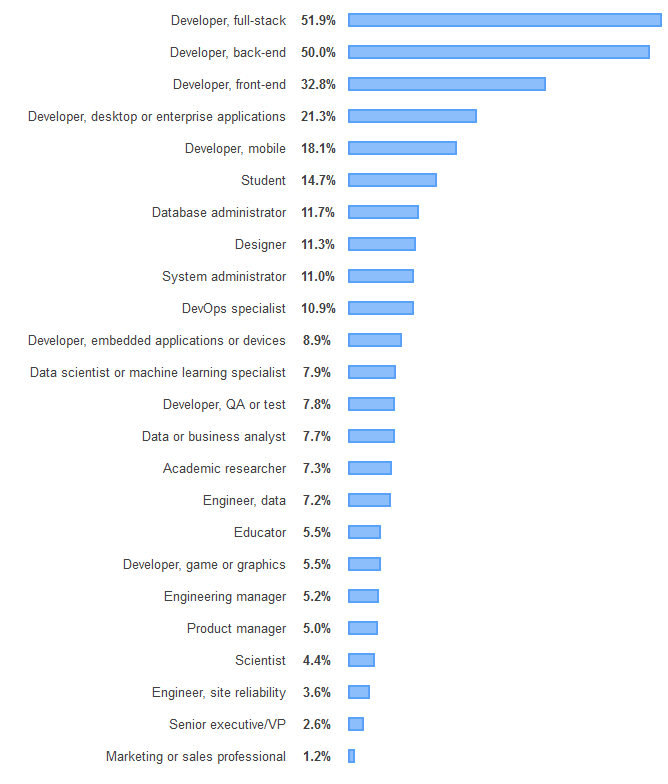 Developer, full-stack 51.9%
Developer, back-end 50.0%
Developer, front-end 32.8%
Developer, desktop or enterprise applications 21.3%
Developer, mobile 18.1%
Student 14.7%
Database administrator 11.7%
Designer 11.3%
System administrator 11.0%
DevOps specialist 10.9%
Developer, embedded applications or devices 8.9%
Data scientist or machine learning specialist 7.9%
Developer, QA or test 7.8%
Data or business analyst 7.7%
Academic researcher 7.3%
Engineer, data 7.2%
Educator 5.5%
Developer, game or graphics 5.5%
Engineering manager 5.2%
Product manager 5.0%
Scientist 4.4%
Engineer, site reliability 3.6%
Senior executive/VP 2.6%
Marketing or sales professional 1.2%